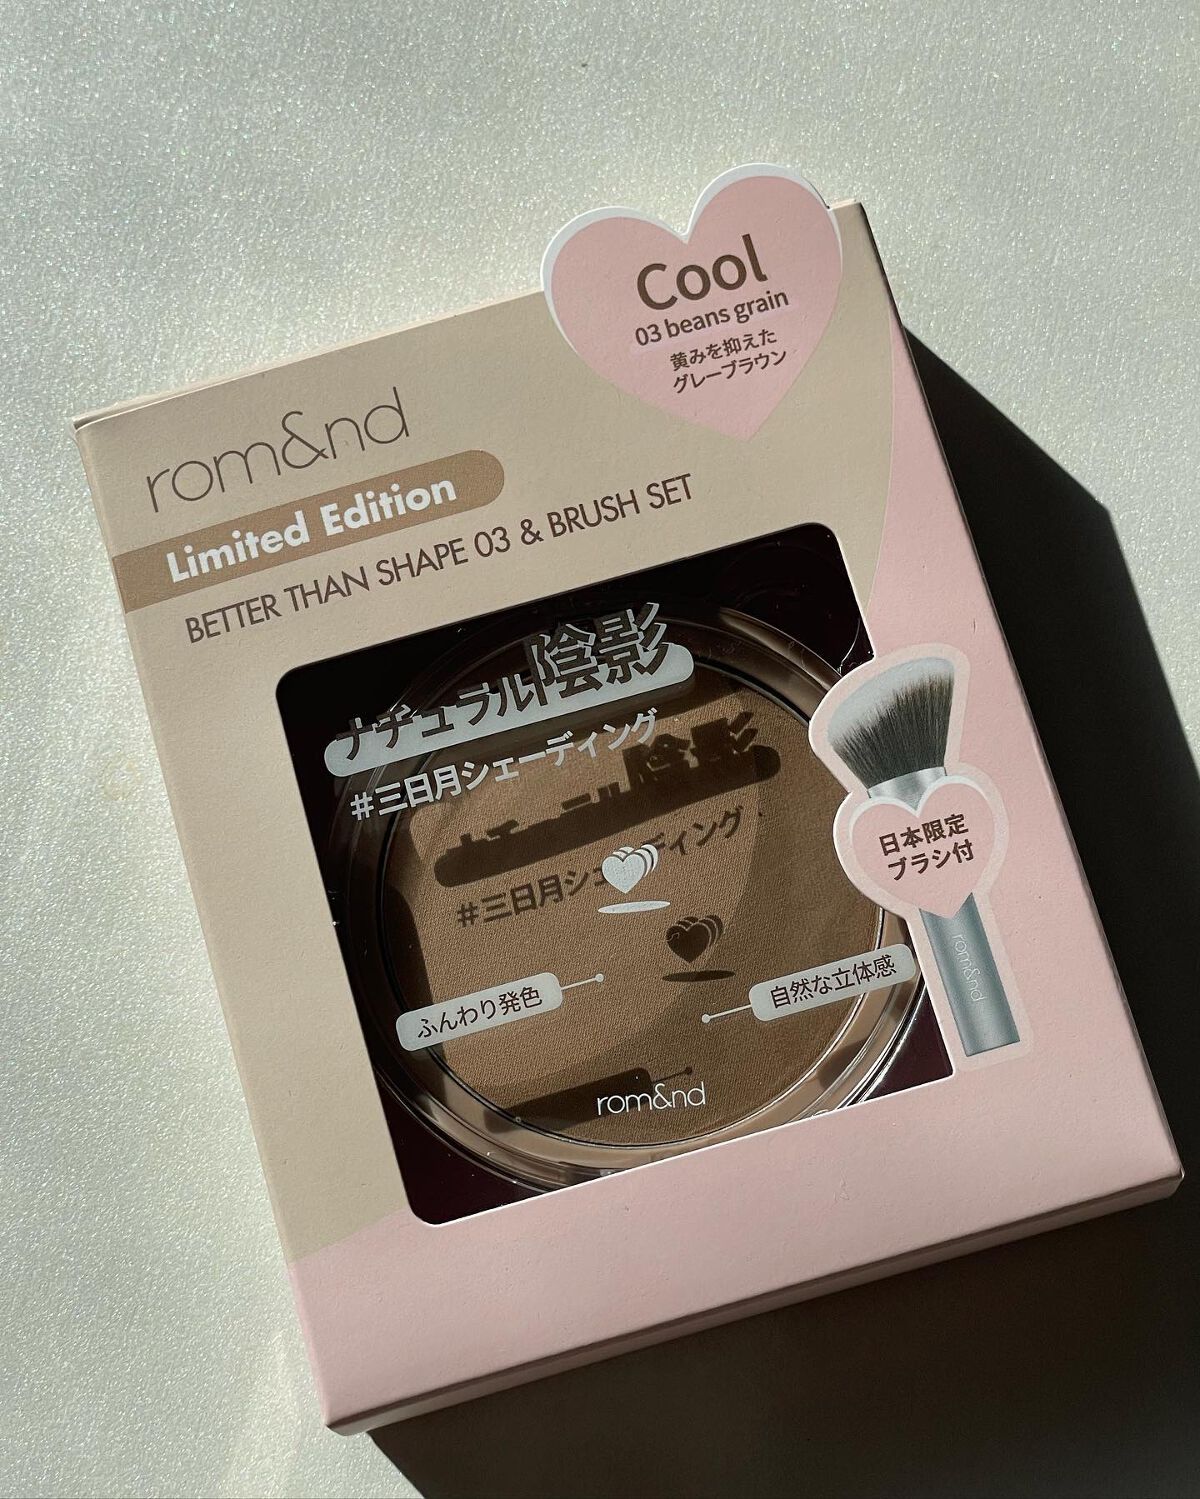 Cool
03 beans grain
黄みを抑えた
グレーブラウン
rom&nd
Limited Edition
BETTER THAN SHAPE 03 & BRUSH SET
ナチュラル陰影
#三日月シェーディング
日本限定
ブラシ付
rom&nd
ふんわり発色
自然な立体感
rom&nd